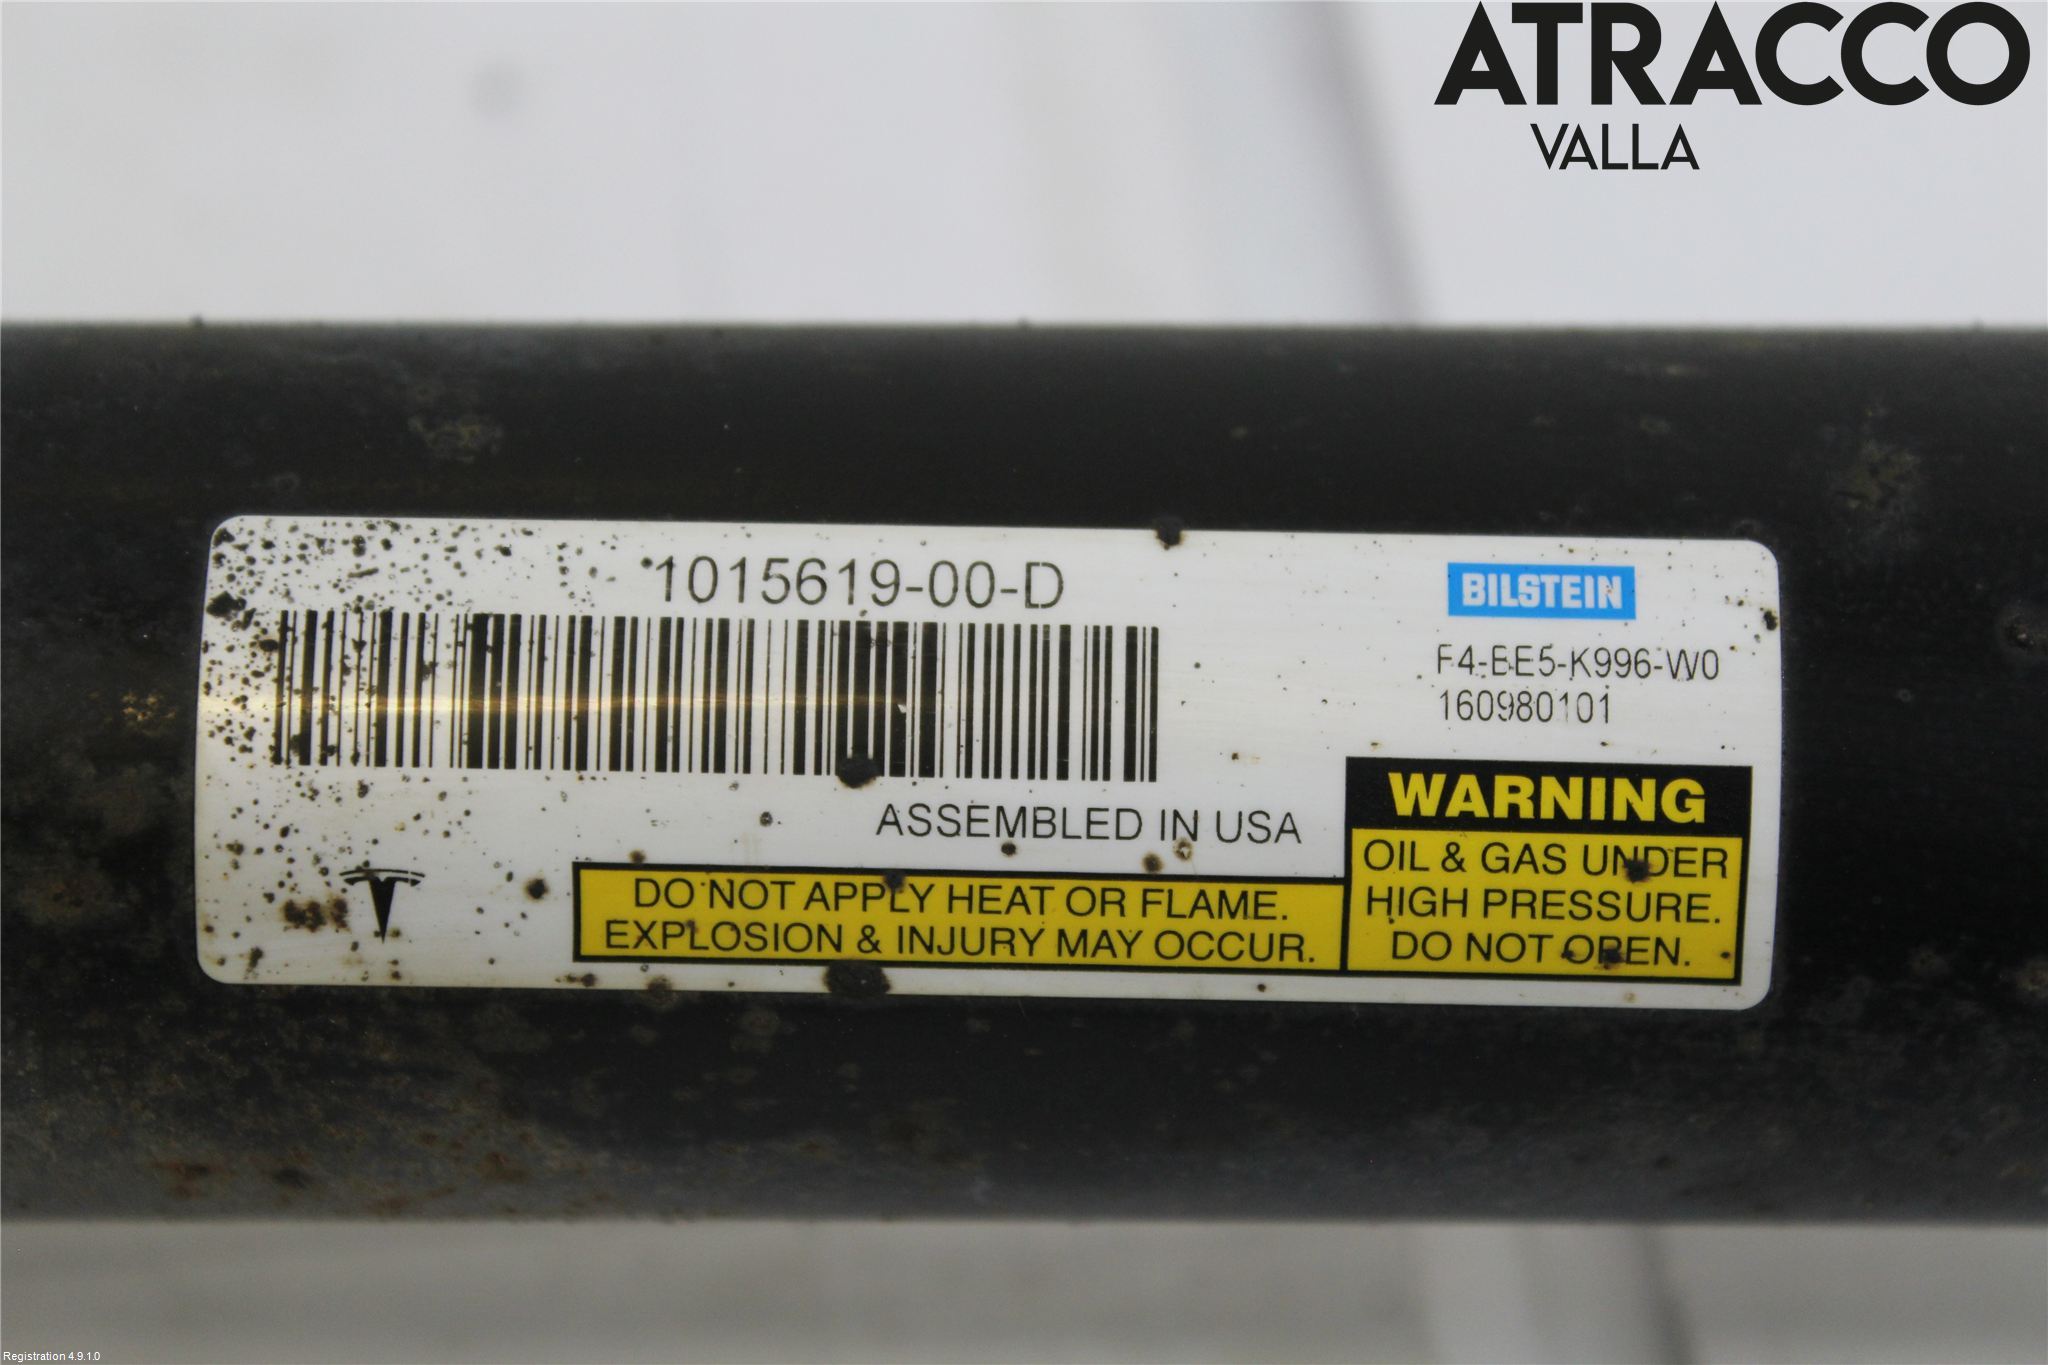 ATRACCO
VALLA
1015619-00-D
BILSTEIN
F4-BE5-K996-W0
160980101
ASSEMBLED IN USA
WARNING
OIL & GAS UNDER
HIGH PRESSURE.
DO NOT OPEN.
DO NOT APPLY HEAT OR FLAME.
EXPLOSION & INJURY MAY OCCUR.
Registration 4.9.1.0